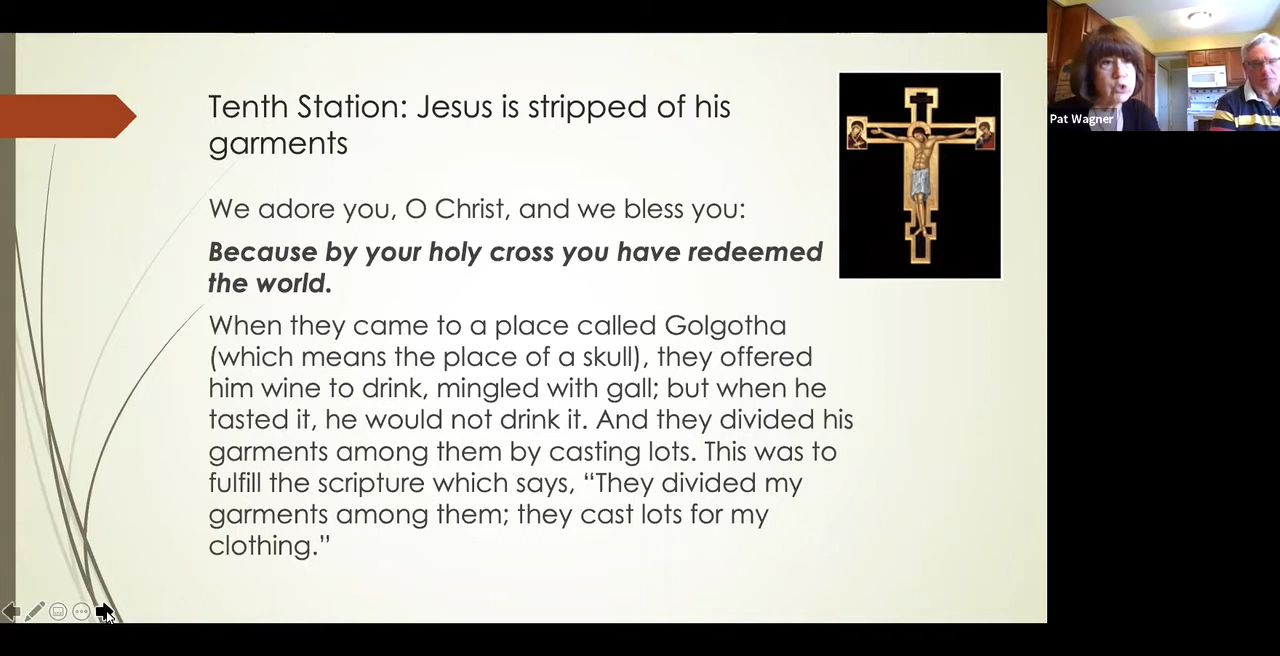 Tenth Station: Jesus is stripped of his
garments
We adore you, O Christ, and we bless you:
Because by your holy cross you have redeemed
the world.
When they came to a place called Golgotha
(which means the place of a skull), they offered
him wine to drink, mingled with gall; but when he
tasted it, he would not drink it. And they divided his
garments among them by casting lots. This was to
fulfill the scripture which says, “They divided my
garments among them; they cast lots for my
clothing.”
Pat Wagner